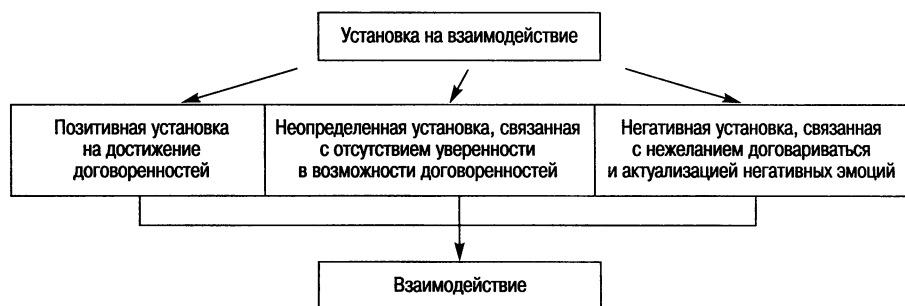 Установка на взаимодействие
Позитивная установка
на достижение
договоренностей
Неопределенная установка, связанная
с отсутствием уверенности
в возможности договоренностей
Негативная установка, связанная
с нежеланием договариваться
и актуализацией негативных эмоций
Взаимодействие